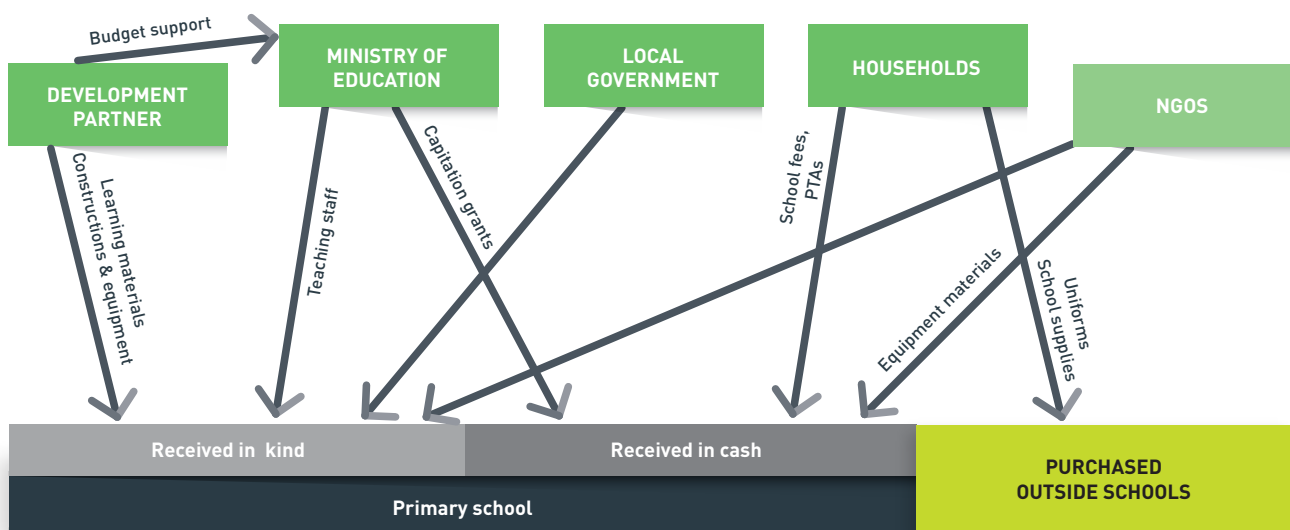 Budget support
DEVELOPMENT
PARTNER
MINISTRY OF
EDUCATION
LOCAL
GOVERNMENT
HOUSEHOLDS
NGOS
Learning materials
Constructions & equipment
Teaching staff
Capitation grants
School fees,
PTAs
Equipment materials
Uniforms
School supplies
Received in kind
Received in cash
Primary school
PURCHASED
OUTSIDE SCHOOLS